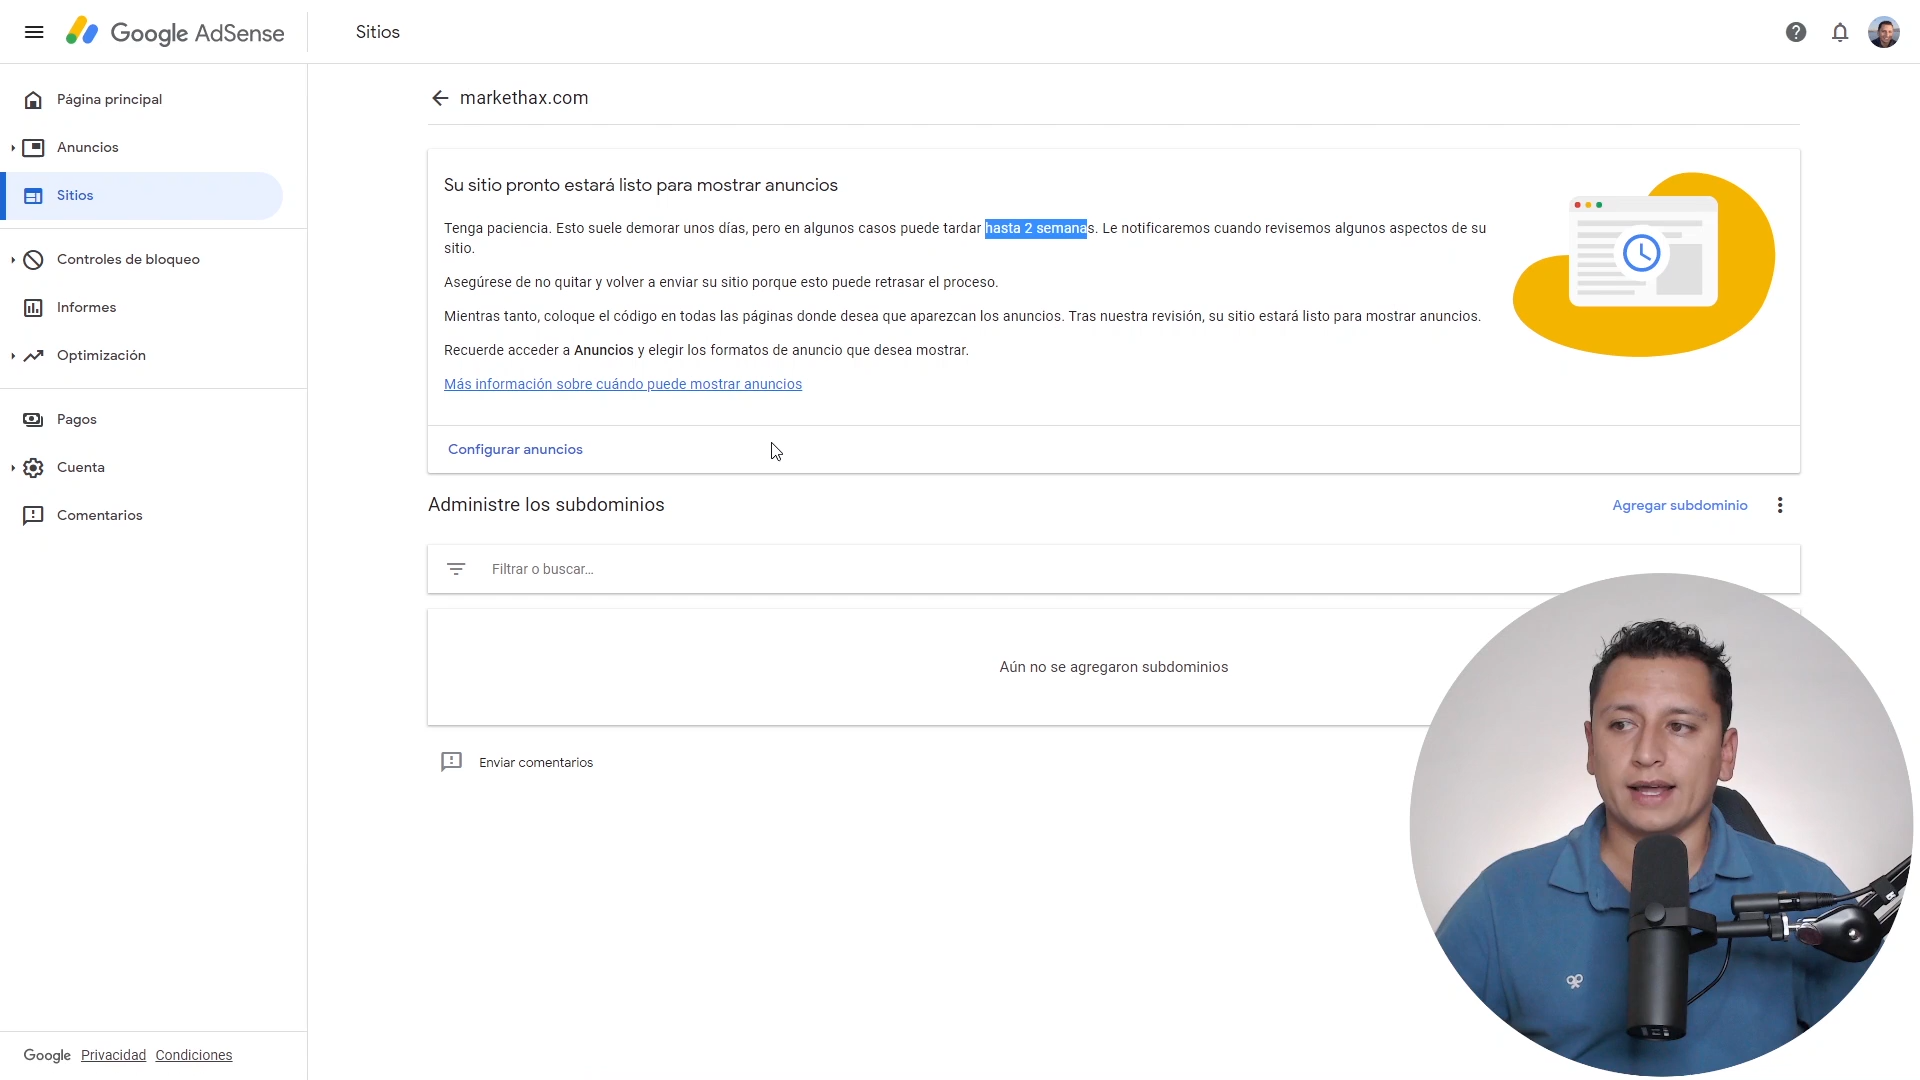 Google AdSense
Sitios
Página principal
Anuncios
Sitios
Controles de bloqueo
Informes
Optimización
Pagos
Cuenta
Comentarios
markethax.com
Su sitio pronto estará listo para mostrar anuncios
Tenga paciencia. Esto suele demorar unos días, pero en algunos casos puede tardar hasta 2 semanas. Le notificaremos cuando revisemos algunos aspectos de su
sitio.
Asegúrese de no quitar y volver a enviar su sitio porque esto puede retrasar el proceso.
Mientras tanto, coloque el código en todas las páginas donde desea que aparezcan los anuncios. Tras nuestra revisión, su sitio estará listo para mostrar anuncios.
Recuerde acceder a Anuncios y elegir los formatos de anuncio que desea mostrar.
Más información sobre cuándo puede mostrar anuncios
Configurar anuncios
Administre los subdominios
Agregar subdominio
Filtrar o buscar...
Aún no se agregaron subdominios
Enviar comentarios
Google Privacidad Condiciones